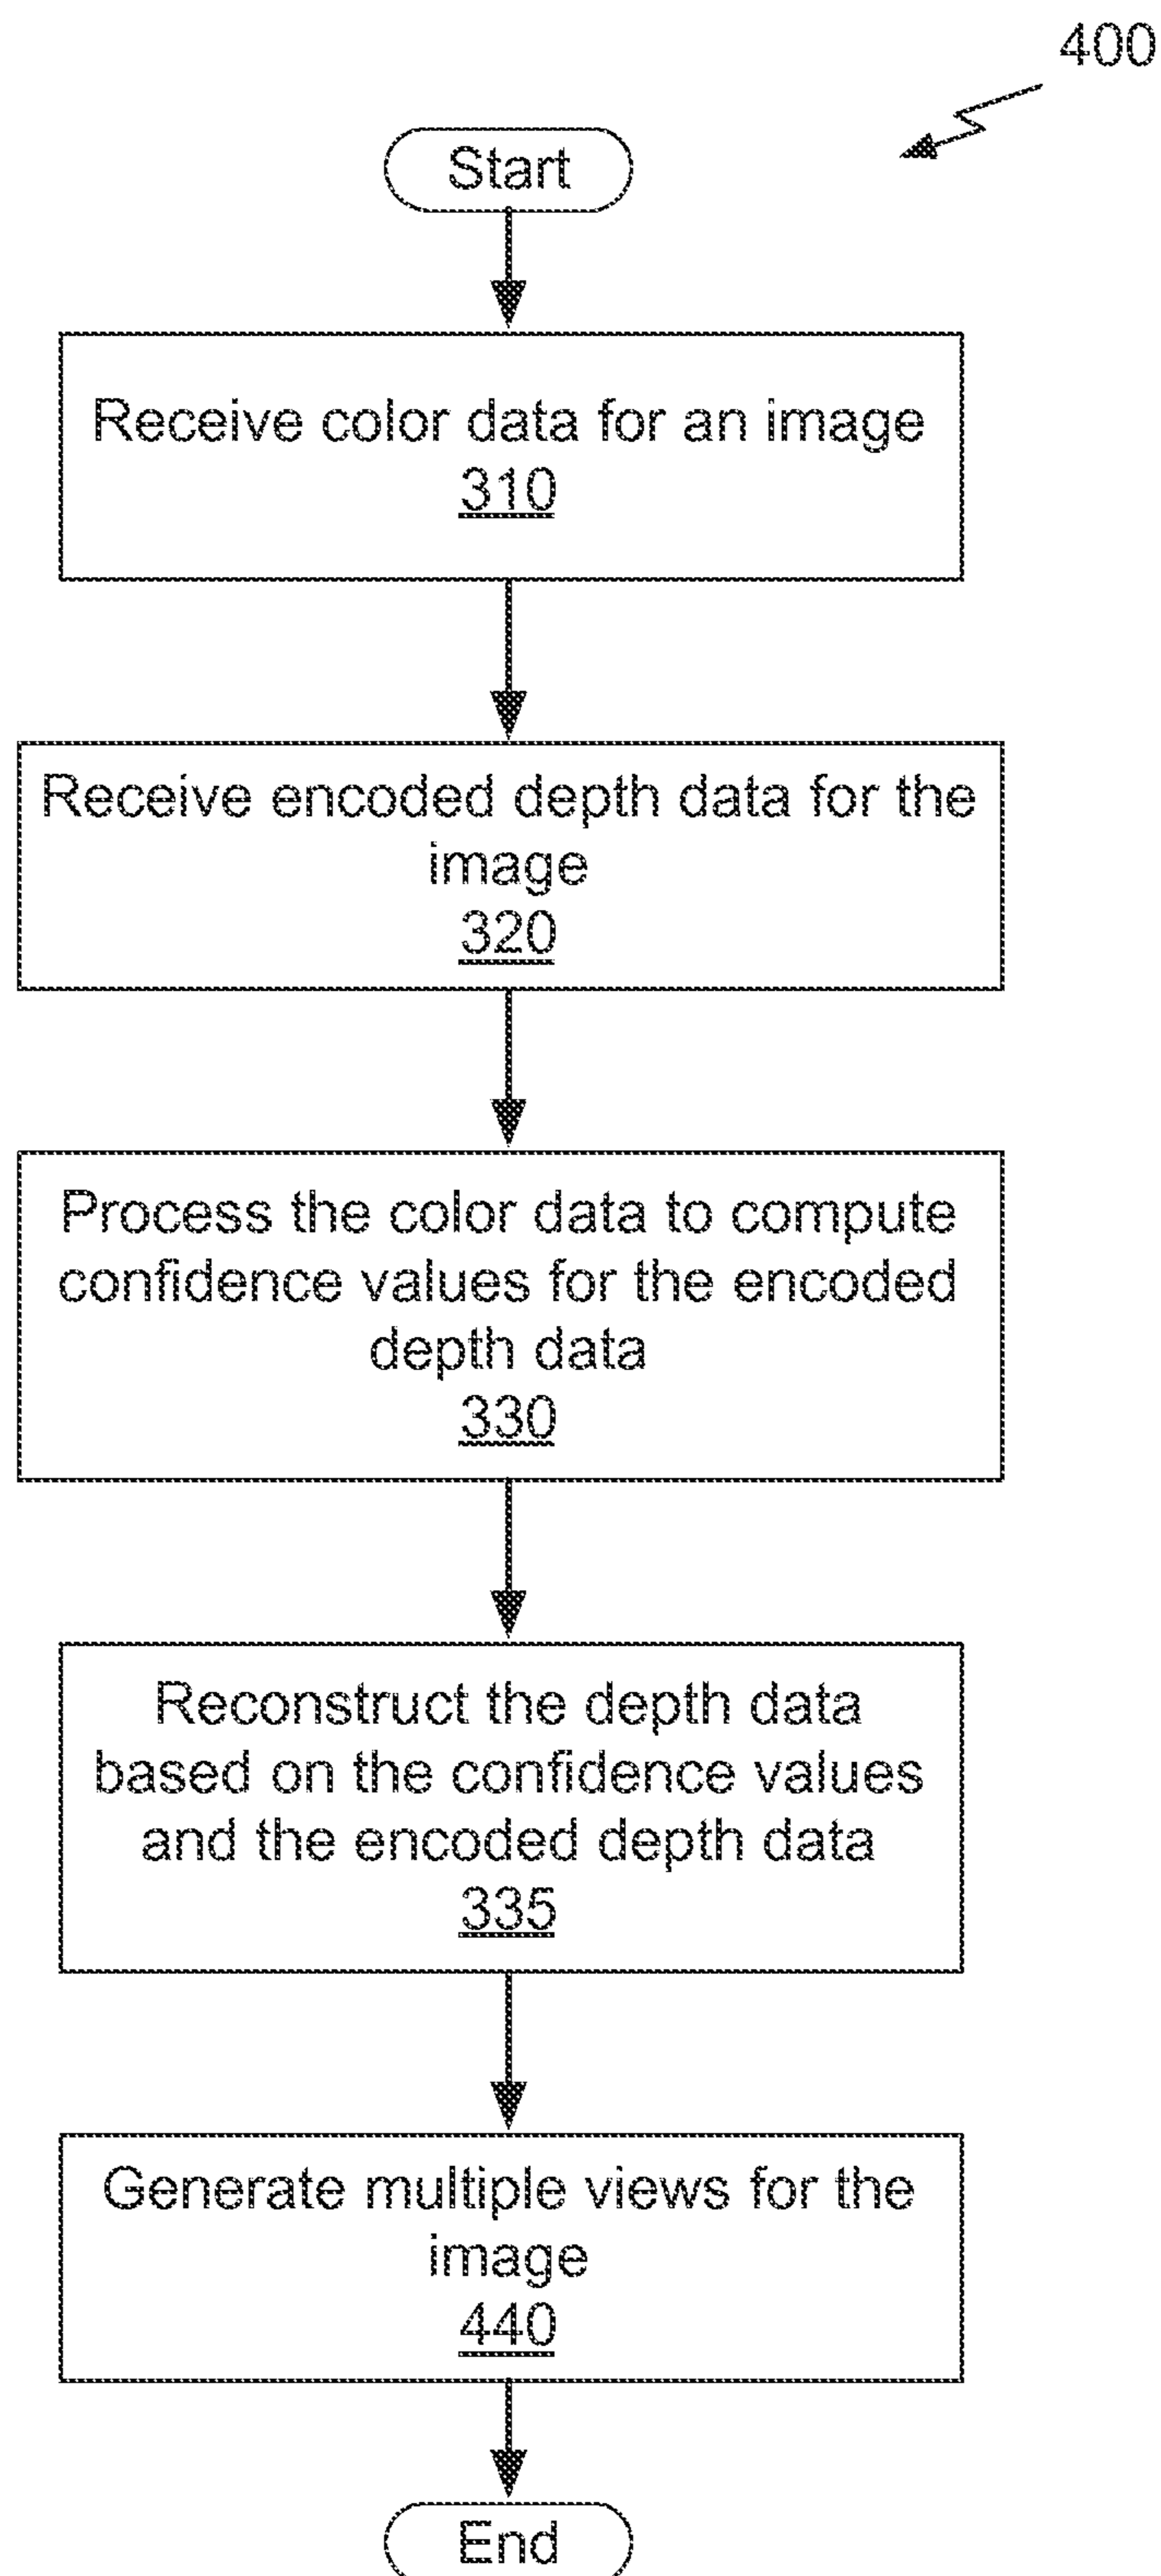 400
Start
Receive color data for an image
310
Receive encoded depth data for the
image
320
Process the color data to compute
confidence values for the encoded
depth data
330
Reconstruct the depth data
based on the confidence values
and the encoded depth data
335
Generate multiple views for the
image
440
End